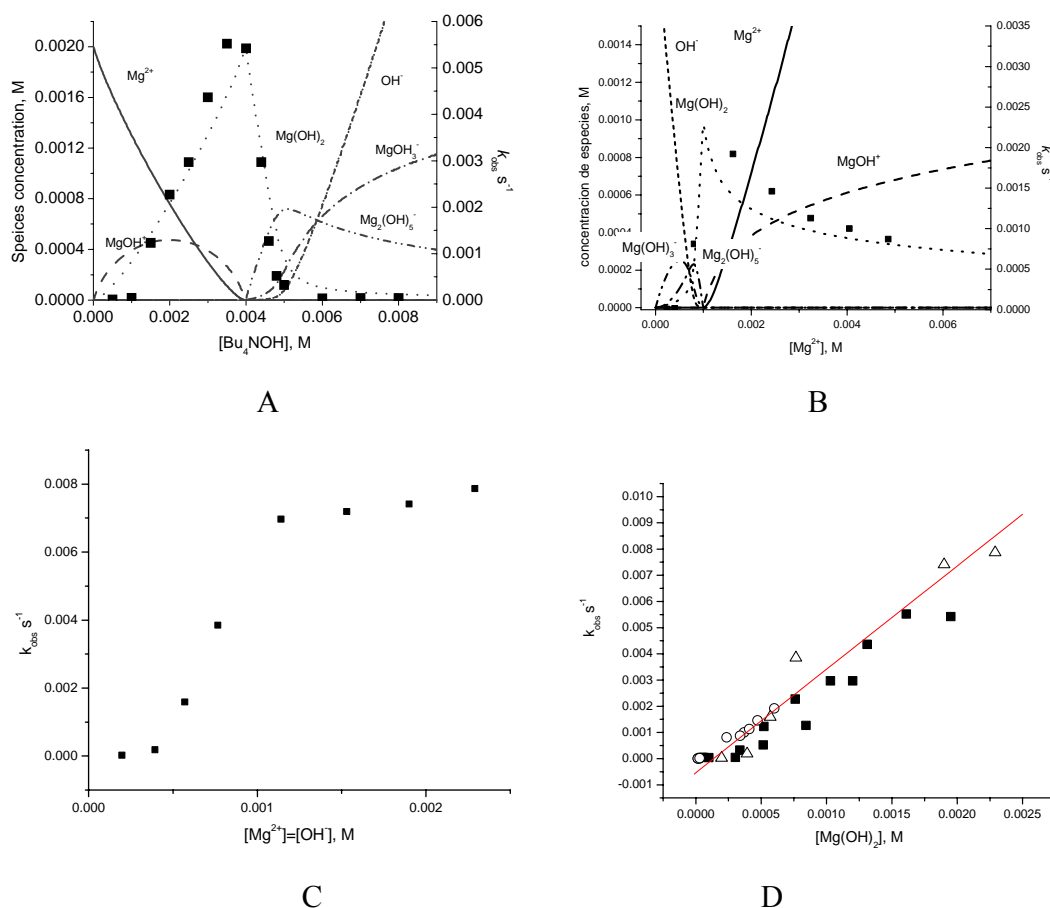 0.0020
0.0016
0.0012
0.0008
0.0004
0.0000
Speices concentration, M
0.000 0.002 0.004 0.006 0.008
[Bu₄NOH], M
0.006
0.005
0.004
0.003
0.002
0.001
0.000
k_obs s⁻¹
Mg²⁺
OH⁻
Mg(OH)₂
MgOH₃⁻
MgOH⁺
Mg₂(OH)₅⁻
A
0.0014
0.0012
0.0010
0.0008
0.0006
0.0004
0.0002
0.0000
concentracion de especies, M
0.000 0.002 0.004 0.006
[Mg²⁺], M
0.0035
0.0030
0.0025
0.0020
0.0015
0.0010
0.0005
0.0000
k_obs s
OH⁻
Mg²⁺
Mg(OH)₂
MgOH⁺
Mg(OH)₃⁻
Mg₂(OH)₅⁻
B
0.008
0.006
0.004
0.002
0.000
k_obs s⁻¹
0.000 0.001 0.002
[Mg²⁺]=[OH⁻], M
C
0.010
0.009
0.008
0.007
0.006
0.005
0.004
0.003
0.002
0.001
0.000
-0.001
k_obs s⁻¹
0.0000 0.0005 0.0010 0.0015 0.0020 0.0025
[Mg(OH)₂], M
D